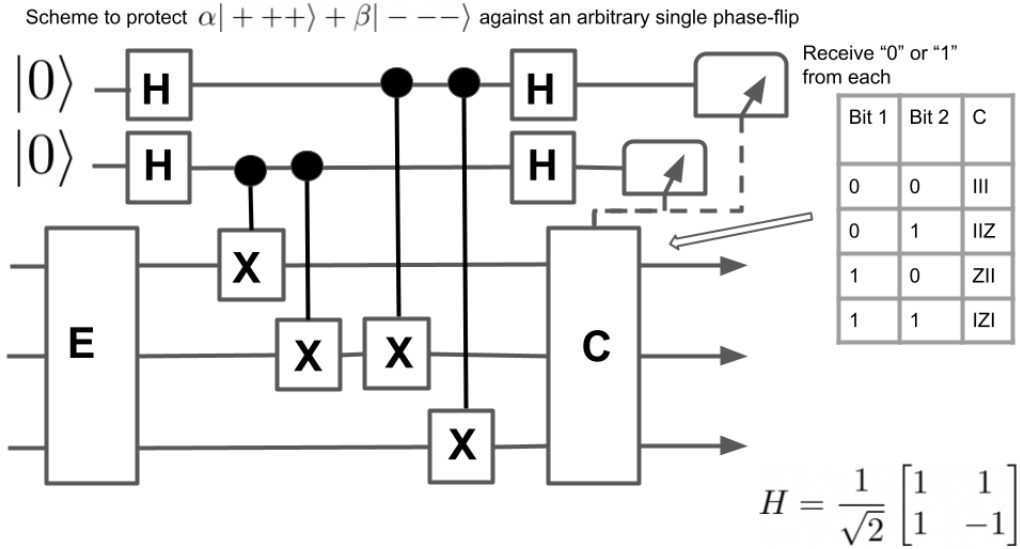 Scheme to protect α| + ++⟩ + β| − −−⟩ against an arbitrary single phase-flip
|0⟩ H H
Receive “0” or “1”
from each
|0⟩ H H
Bit 1 Bit 2 C
0 0 III
0 1 IIZ
1 0 ZII
1 1 IZI
X
E X X C
X
H = 1/√2 [1 1
1 −1]